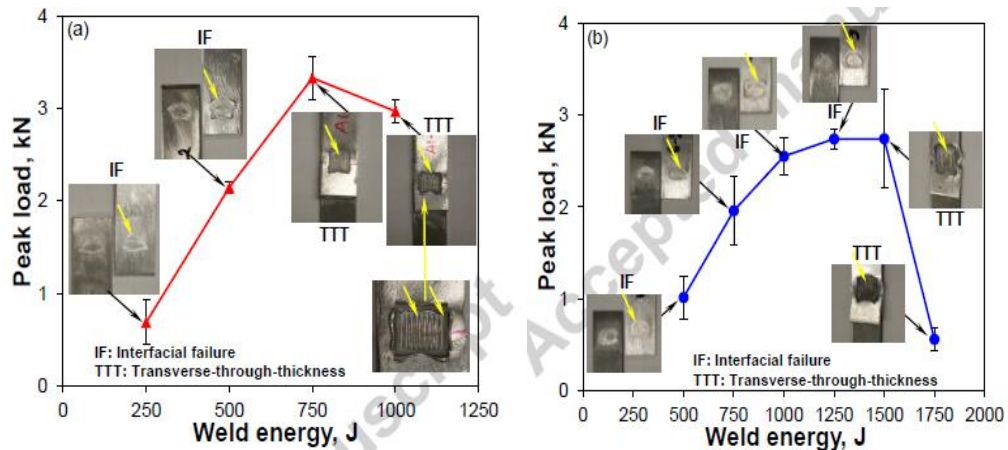 (a)
Peak load, kN
4
3
2
1
0
IF
IF
TTT
TTT
IF: Interfacial failure
TTT: Transverse-through-thickness
0 250 500 750 1000 1250
Weld energy, J
(b)
Peak load, kN
4
3
2
1
0
IF
IF
IF
IF
TTT
TTT
IF: Interfacial failure
TTT: Transverse-through-thickness
0 250 500 750 1000 1250 1500 1750 2000
Weld energy, J
Accepted